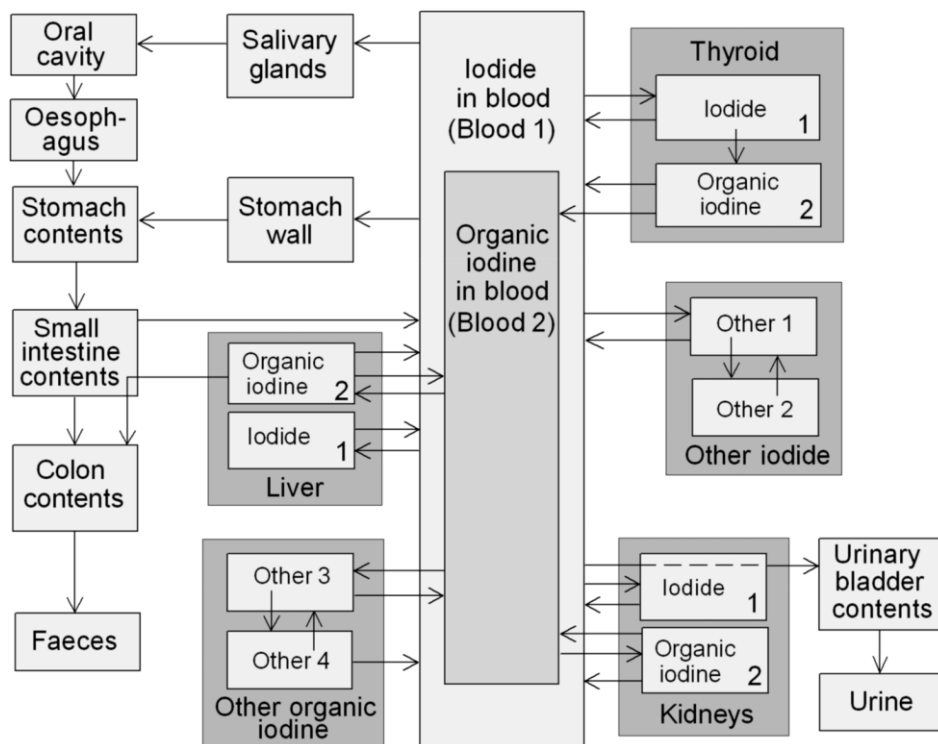 Oral
cavity
Salivary
glands
Oesoph-
agus
Stomach
contents
Stomach
wall
Small
intestine
contents
Colon
contents
Faeces
Organic
iodine
2
Iodide
1
Liver
Other 3
Other 4
Other organic
iodine
Iodide
in blood
(Blood 1)
Organic
iodine
in blood
(Blood 2)
Thyroid
Iodide
1
Organic
iodine
2
Other 1
Other 2
Other iodide
Iodide
1
Organic
iodine
2
Kidneys
Urinary
bladder
contents
Urine